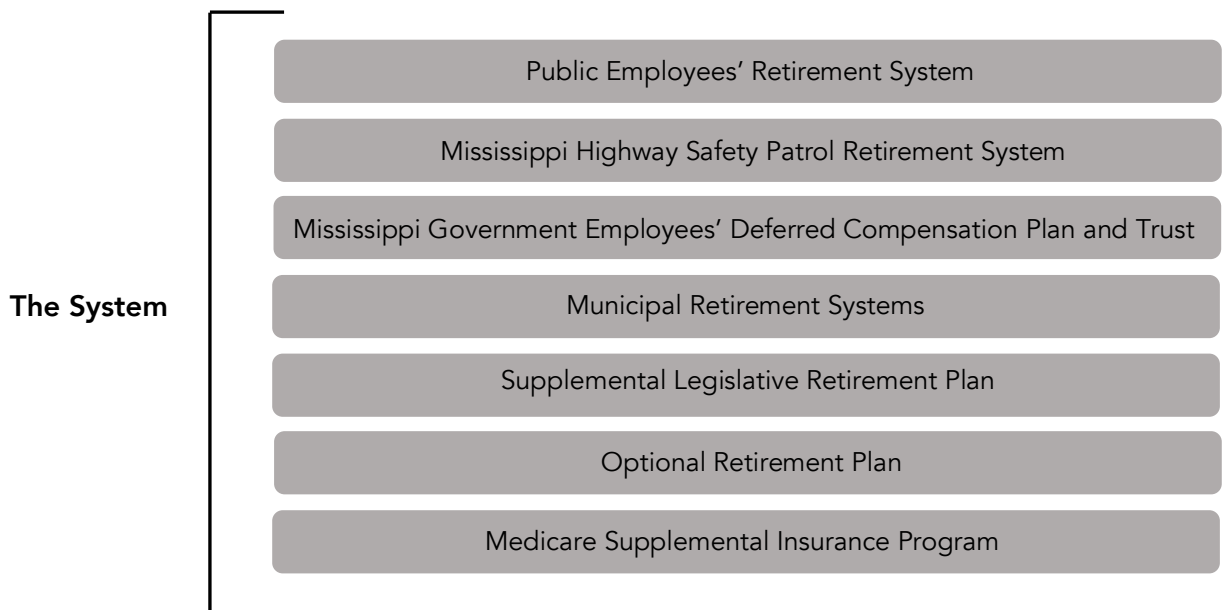 Public Employees’ Retirement System
Mississippi Highway Safety Patrol Retirement System
Mississippi Government Employees’ Deferred Compensation Plan and Trust
The System
Municipal Retirement Systems
Supplemental Legislative Retirement Plan
Optional Retirement Plan
Medicare Supplemental Insurance Program